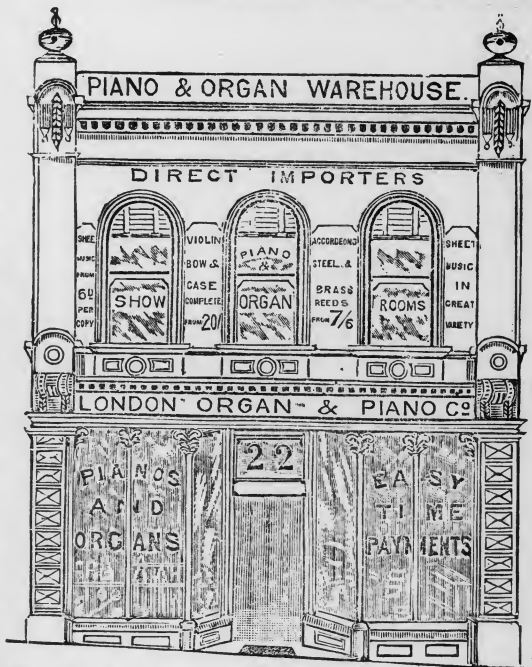 PIANO & ORGAN WAREHOUSE.
DIRECT IMPORTERS
SHEET
MUSIC
FROM
6D
PER
COPY
SHOW
VIOLIN
BOW &
CASE
COMPLETE
FROM 20/
PIANO
&
ORGAN
ACCORDEONS
STEEL &
BRASS
REEDS
FROM 7/6
ROOMS
SHEET
MUSIC
IN
GREAT
VARIETY
LONDON ORGAN & PIANO Co
22
PIANOS
AND
ORGANS
EASY
TIME
PAYMENTS